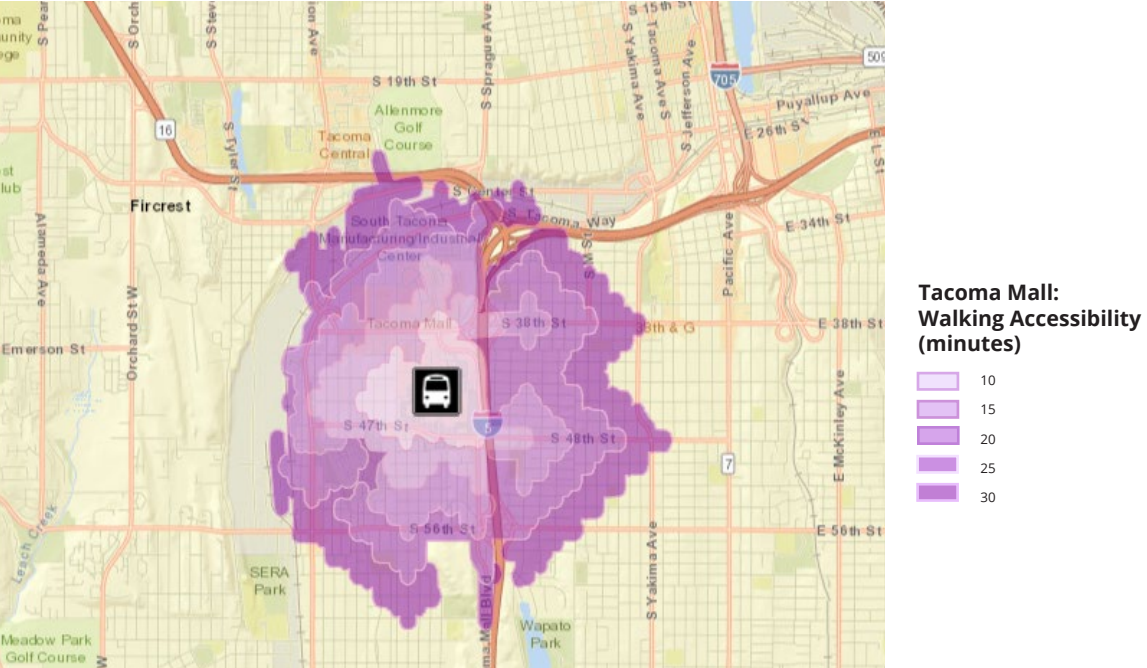 S 15th St
S Yakima Ave
Tacoma Ave S
S Jefferson Ave
705
509
S Sprague Ave
S 19th St
Puyallup Ave
E 26th St
E L St
Allenmore
Golf
Course
Tacoma
Central
16
S Tyler St
Fircrest
S Center St
S Tacoma Way
South Tacoma
Manufacturing/Industrial
Center
S M St
E 34th St
Pacific Ave
Alameda Ave
Orchard St W
Tacoma Mall
S 38th St
38th & G
E 38th St
Emerson St
S 47th St
5
S 48th St
7
E McKinley Ave
S 56th St
E 56th St
Leach Creek
SERA
Park
S Yakima Ave
Wapato
Park
Meadow Park
Golf Course
Tacoma Mall:
Walking Accessibility
(minutes)
10
15
20
25
30